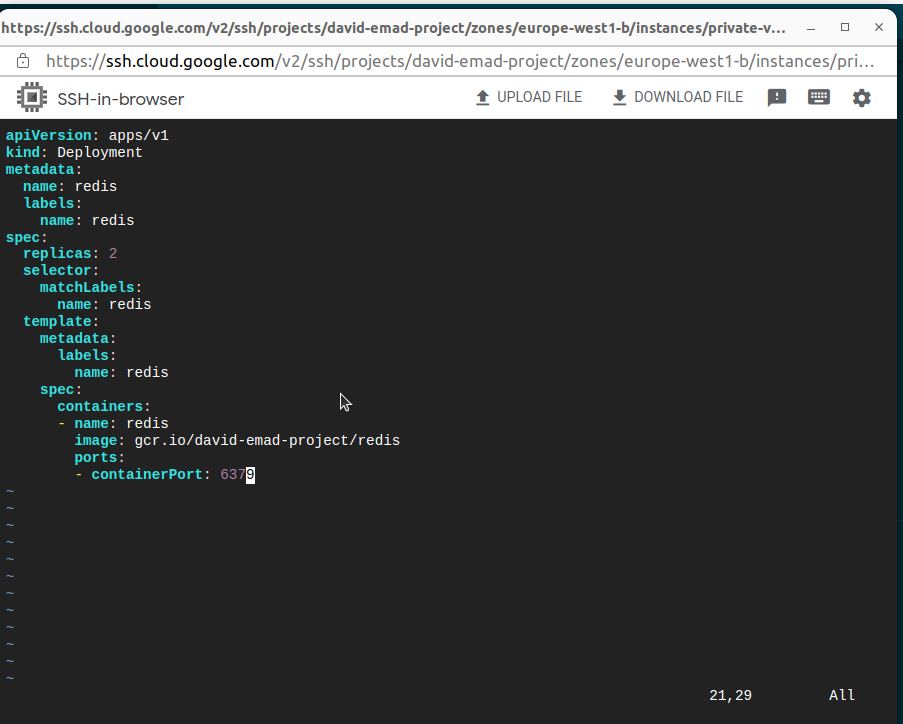 https://ssh.cloud.google.com/v2/ssh/projects/david-emad-project/zones/europe-west1-b/instances/private-v...
https://ssh.cloud.google.com/v2/ssh/projects/david-emad-project/zones/europe-west1-b/instances/pri...
SSH-in-browser
UPLOAD FILE
DOWNLOAD FILE
apiVersion: apps/v1
kind: Deployment
metadata:
  name: redis
  labels:
    name: redis
spec:
  replicas: 2
  selector:
    matchLabels:
      name: redis
  template:
    metadata:
      labels:
        name: redis
    spec:
      containers:
      - name: redis
        image: gcr.io/david-emad-project/redis
        ports:
        - containerPort: 6379
~
~
~
~
~
~
~
~
~
~
~
~
21,29 All